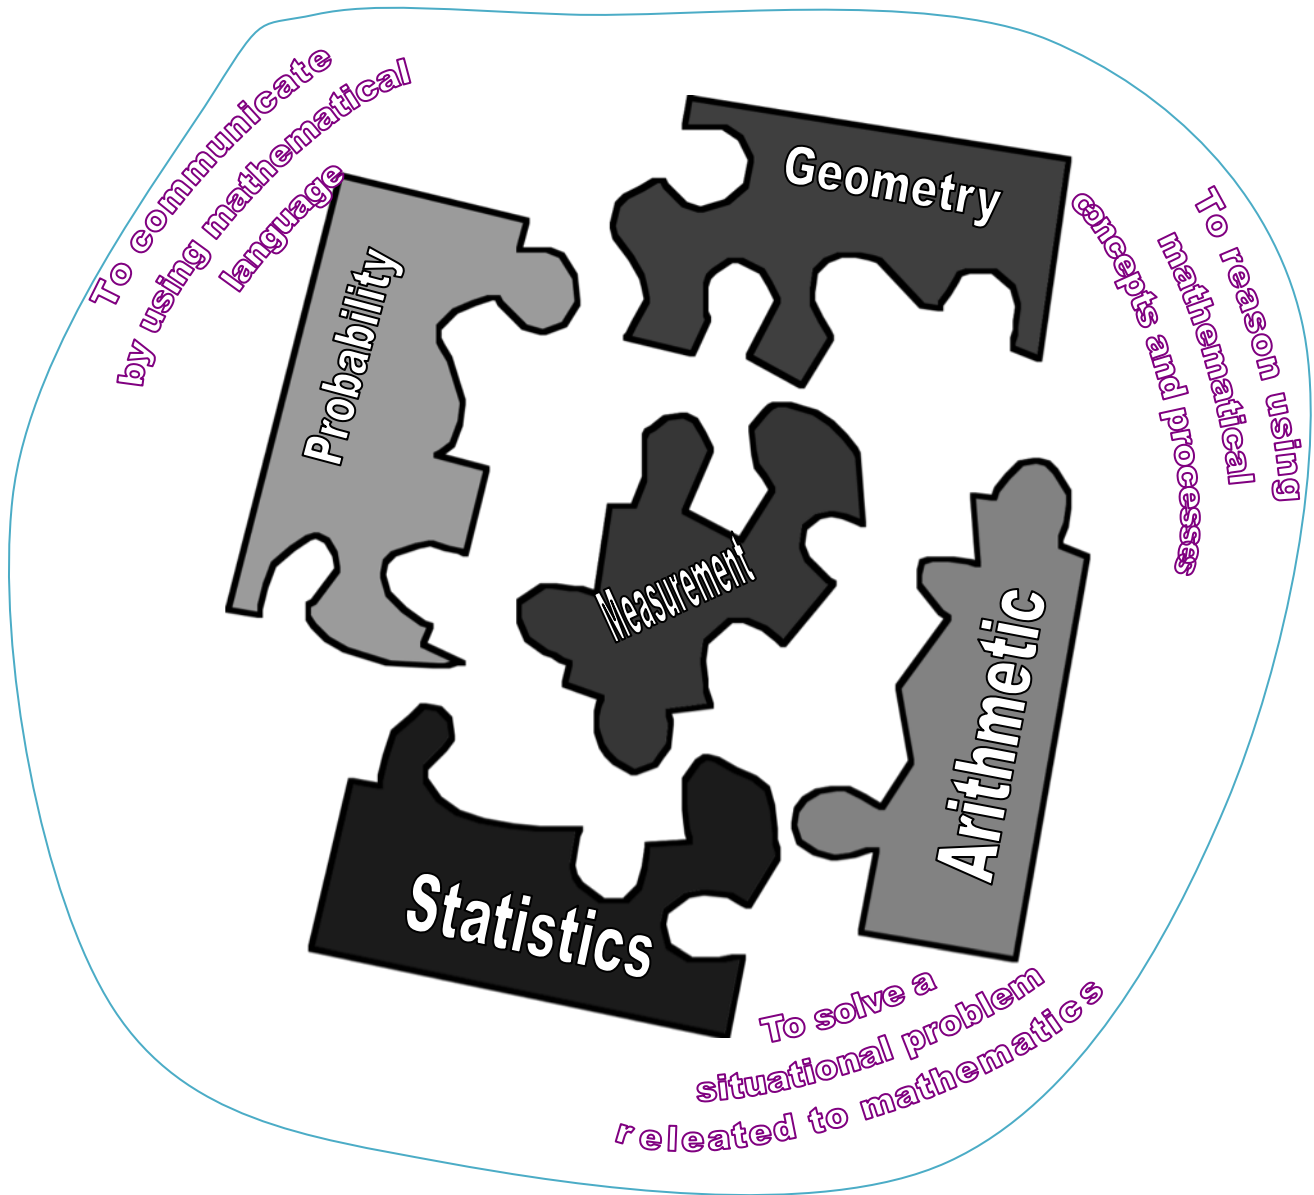 To communicate
by using mathematical
language
Geometry
To reason using
mathematical
concepts and processes
Probability
Measurement
Arithmetic
Statistics
To solve a
situational problem
releated to mathematics